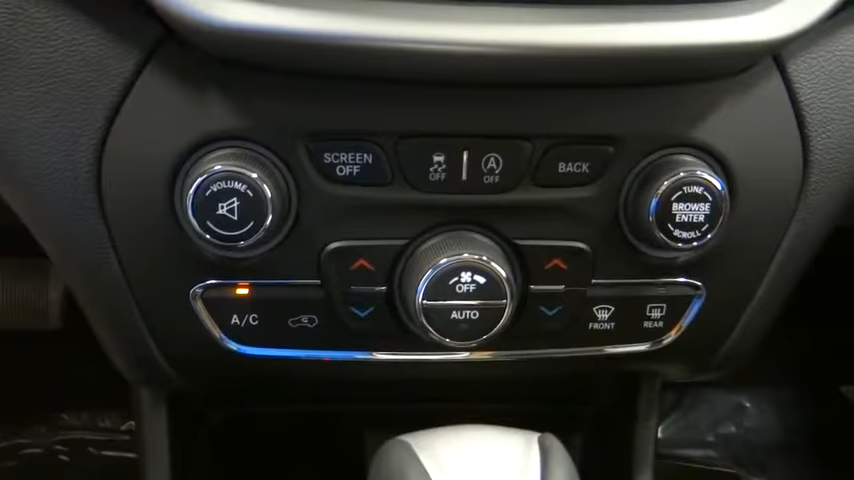 VOLUME
SCREEN
OFF
OFF
A
OFF
BACK
TUNE
BROWSE
ENTER
SCROLL
OFF
AUTO
A/C
FRONT
REAR